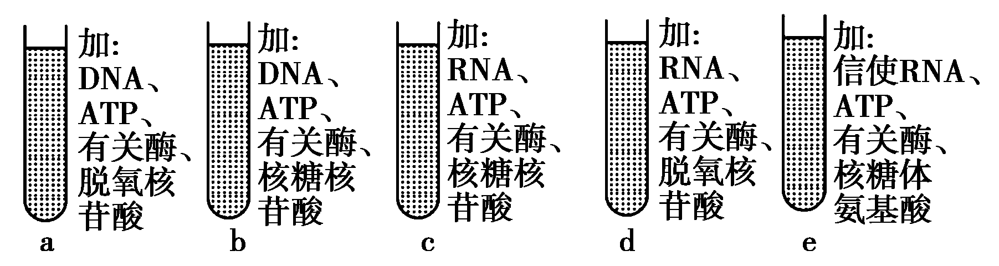 加:
DNA、
ATP、
有关酶、
脱氧核
苷酸
a
加:
DNA、
ATP、
有关酶、
核糖核
苷酸
b
加:
RNA、
ATP、
有关酶、
核糖核
苷酸
c
加:
RNA、
ATP、
有关酶、
脱氧核
苷酸
d
加:
信使RNA、
ATP、
有关酶、
核糖体
氨基酸
e